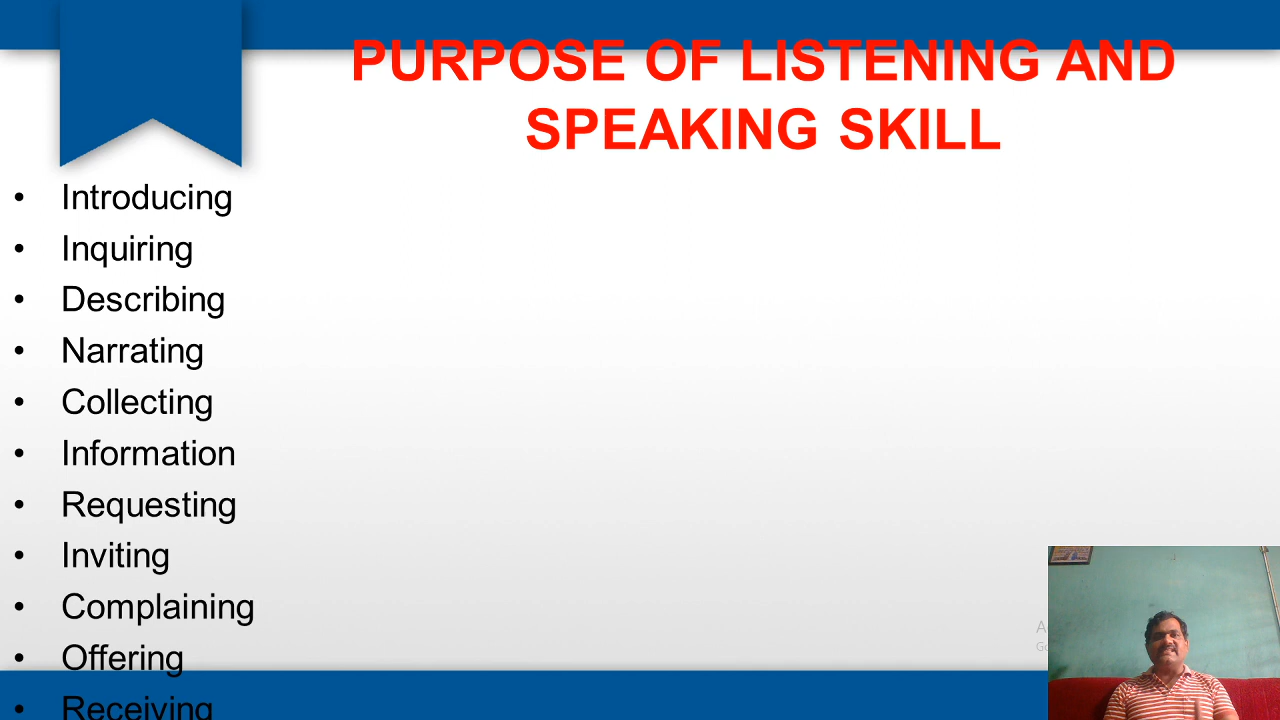 PURPOSE OF LISTENING AND
SPEAKING SKILL
• Introducing
• Inquiring
• Describing
• Narrating
• Collecting
• Information
• Requesting
• Inviting
• Complaining
• Offering
• Receiving